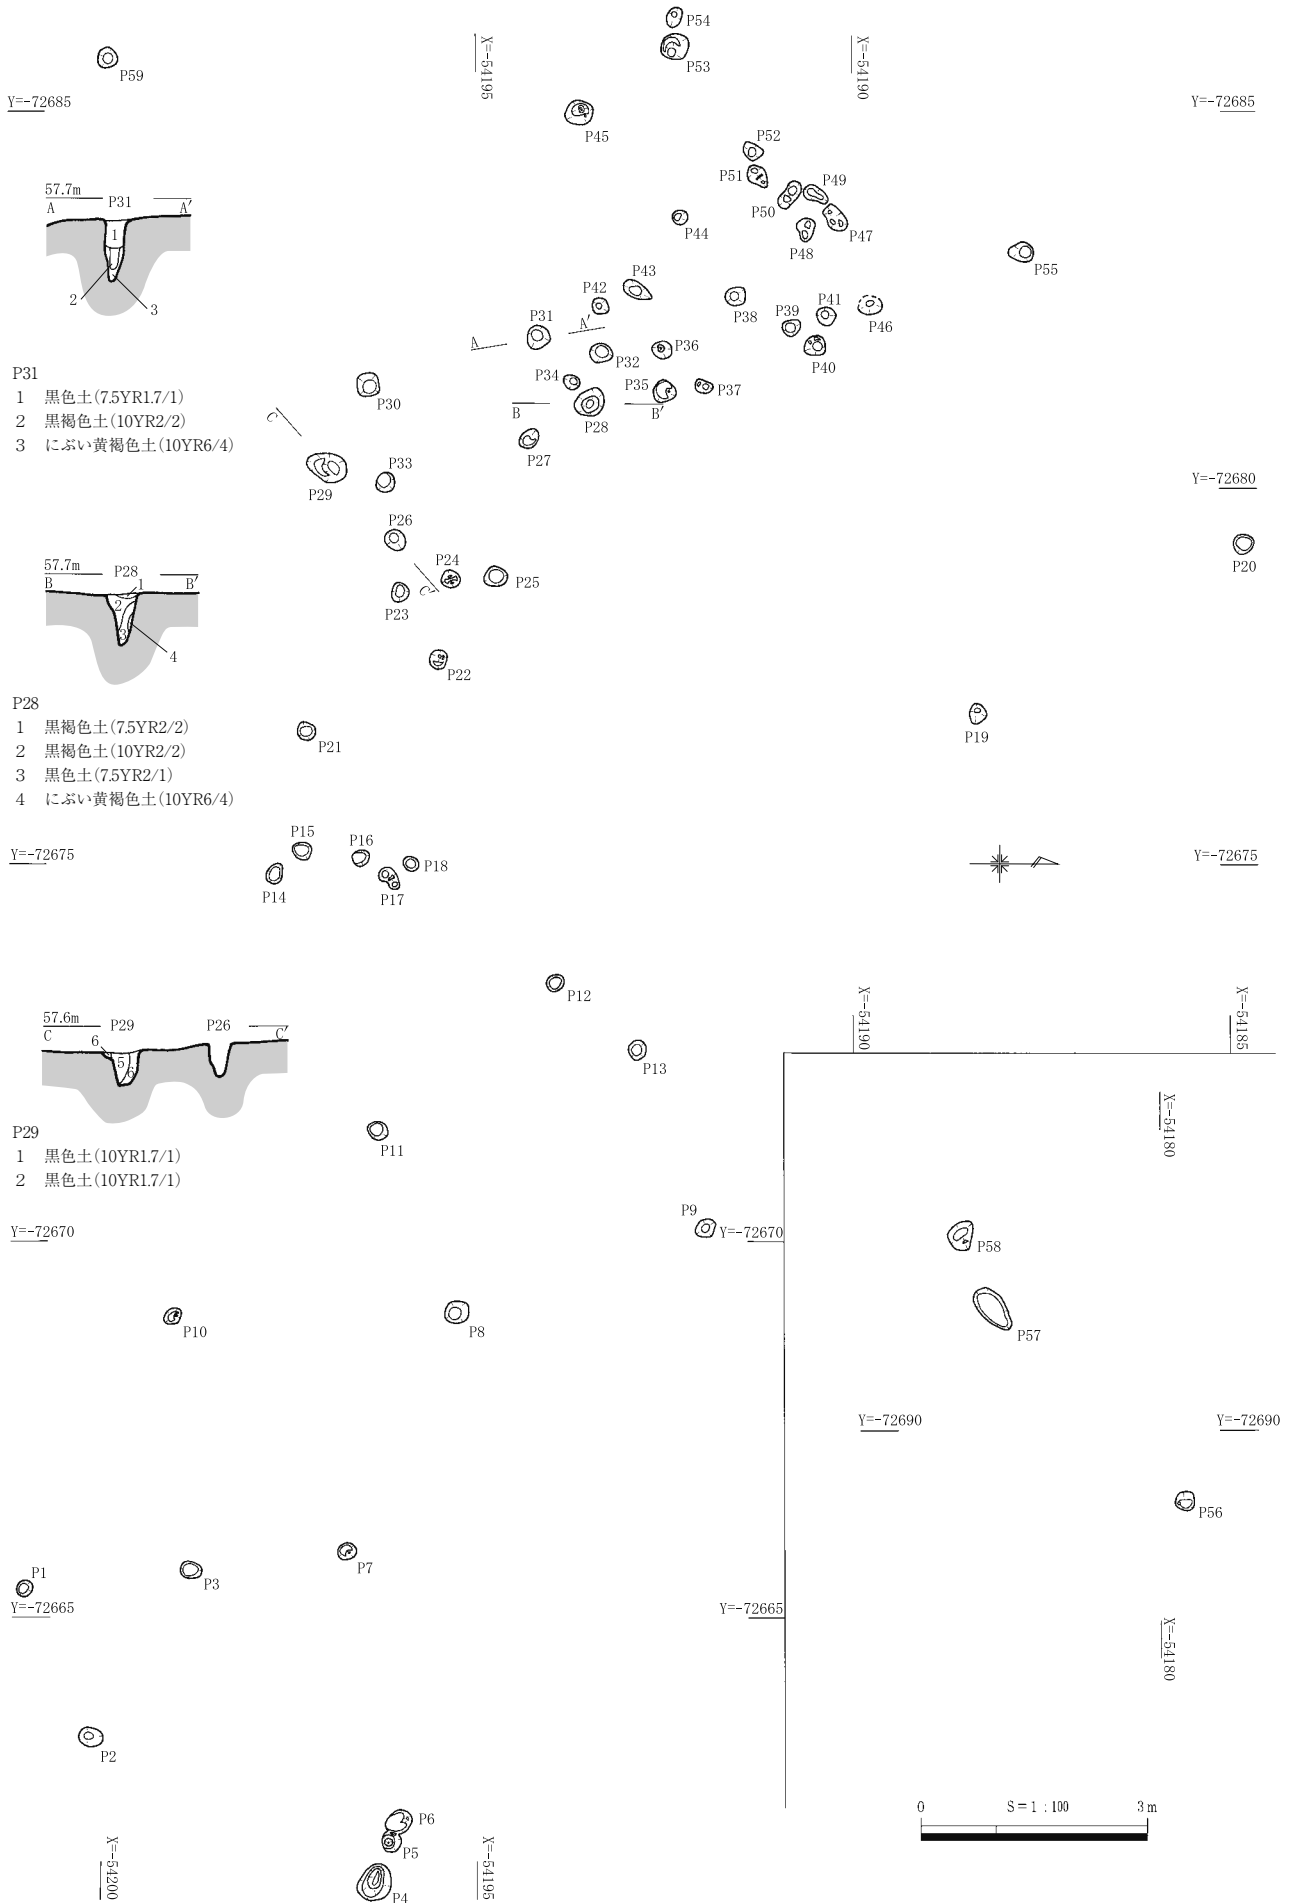 P54
P53
X=-54195
X=-54190
P59
Y=-72685
Y=-72685
P45
P52
P51
P49
P50
P47
P48
P44
P55
57.7m
P31
A
A′
1
2
3
P43
P42
P38
P41
P46
P39
P40
P31
A
A′
P32
P36
P31
1 黒色土(7.5YR1.7/1)
2 黒褐色土(10YR2/2)
3 にぶい黄褐色土(10YR6/4)
P30
P34
P35
P37
B
B′
P28
C
P27
P33
P29
Y=-72680
P26
P20
P24
P25
C′
P23
57.7m
P28
B
B′
1
2
3
4
P22
P28
1 黒褐色土(7.5YR2/2)
2 黒褐色土(10YR2/2)
3 黒色土(7.5YR2/1)
4 にぶい黄褐色土(10YR6/4)
P21
P19
P15
P16
P18
P14
P17
Y=-72675
Y=-72675
P12
P13
57.6m
P29
P26
C
C′
6
5
6
X=-54190
X=-54185
X=-54180
P29
1 黒色土(10YR1.7/1)
2 黒色土(10YR1.7/1)
P11
P9
Y=-72670
Y=-72670
P58
P57
P10
P8
Y=-72690
Y=-72690
P56
P1
P3
P7
Y=-72665
Y=-72665
X=-54180
P2
P6
P5
P4
X=-54200
X=-54195
0
S=1:100
3m